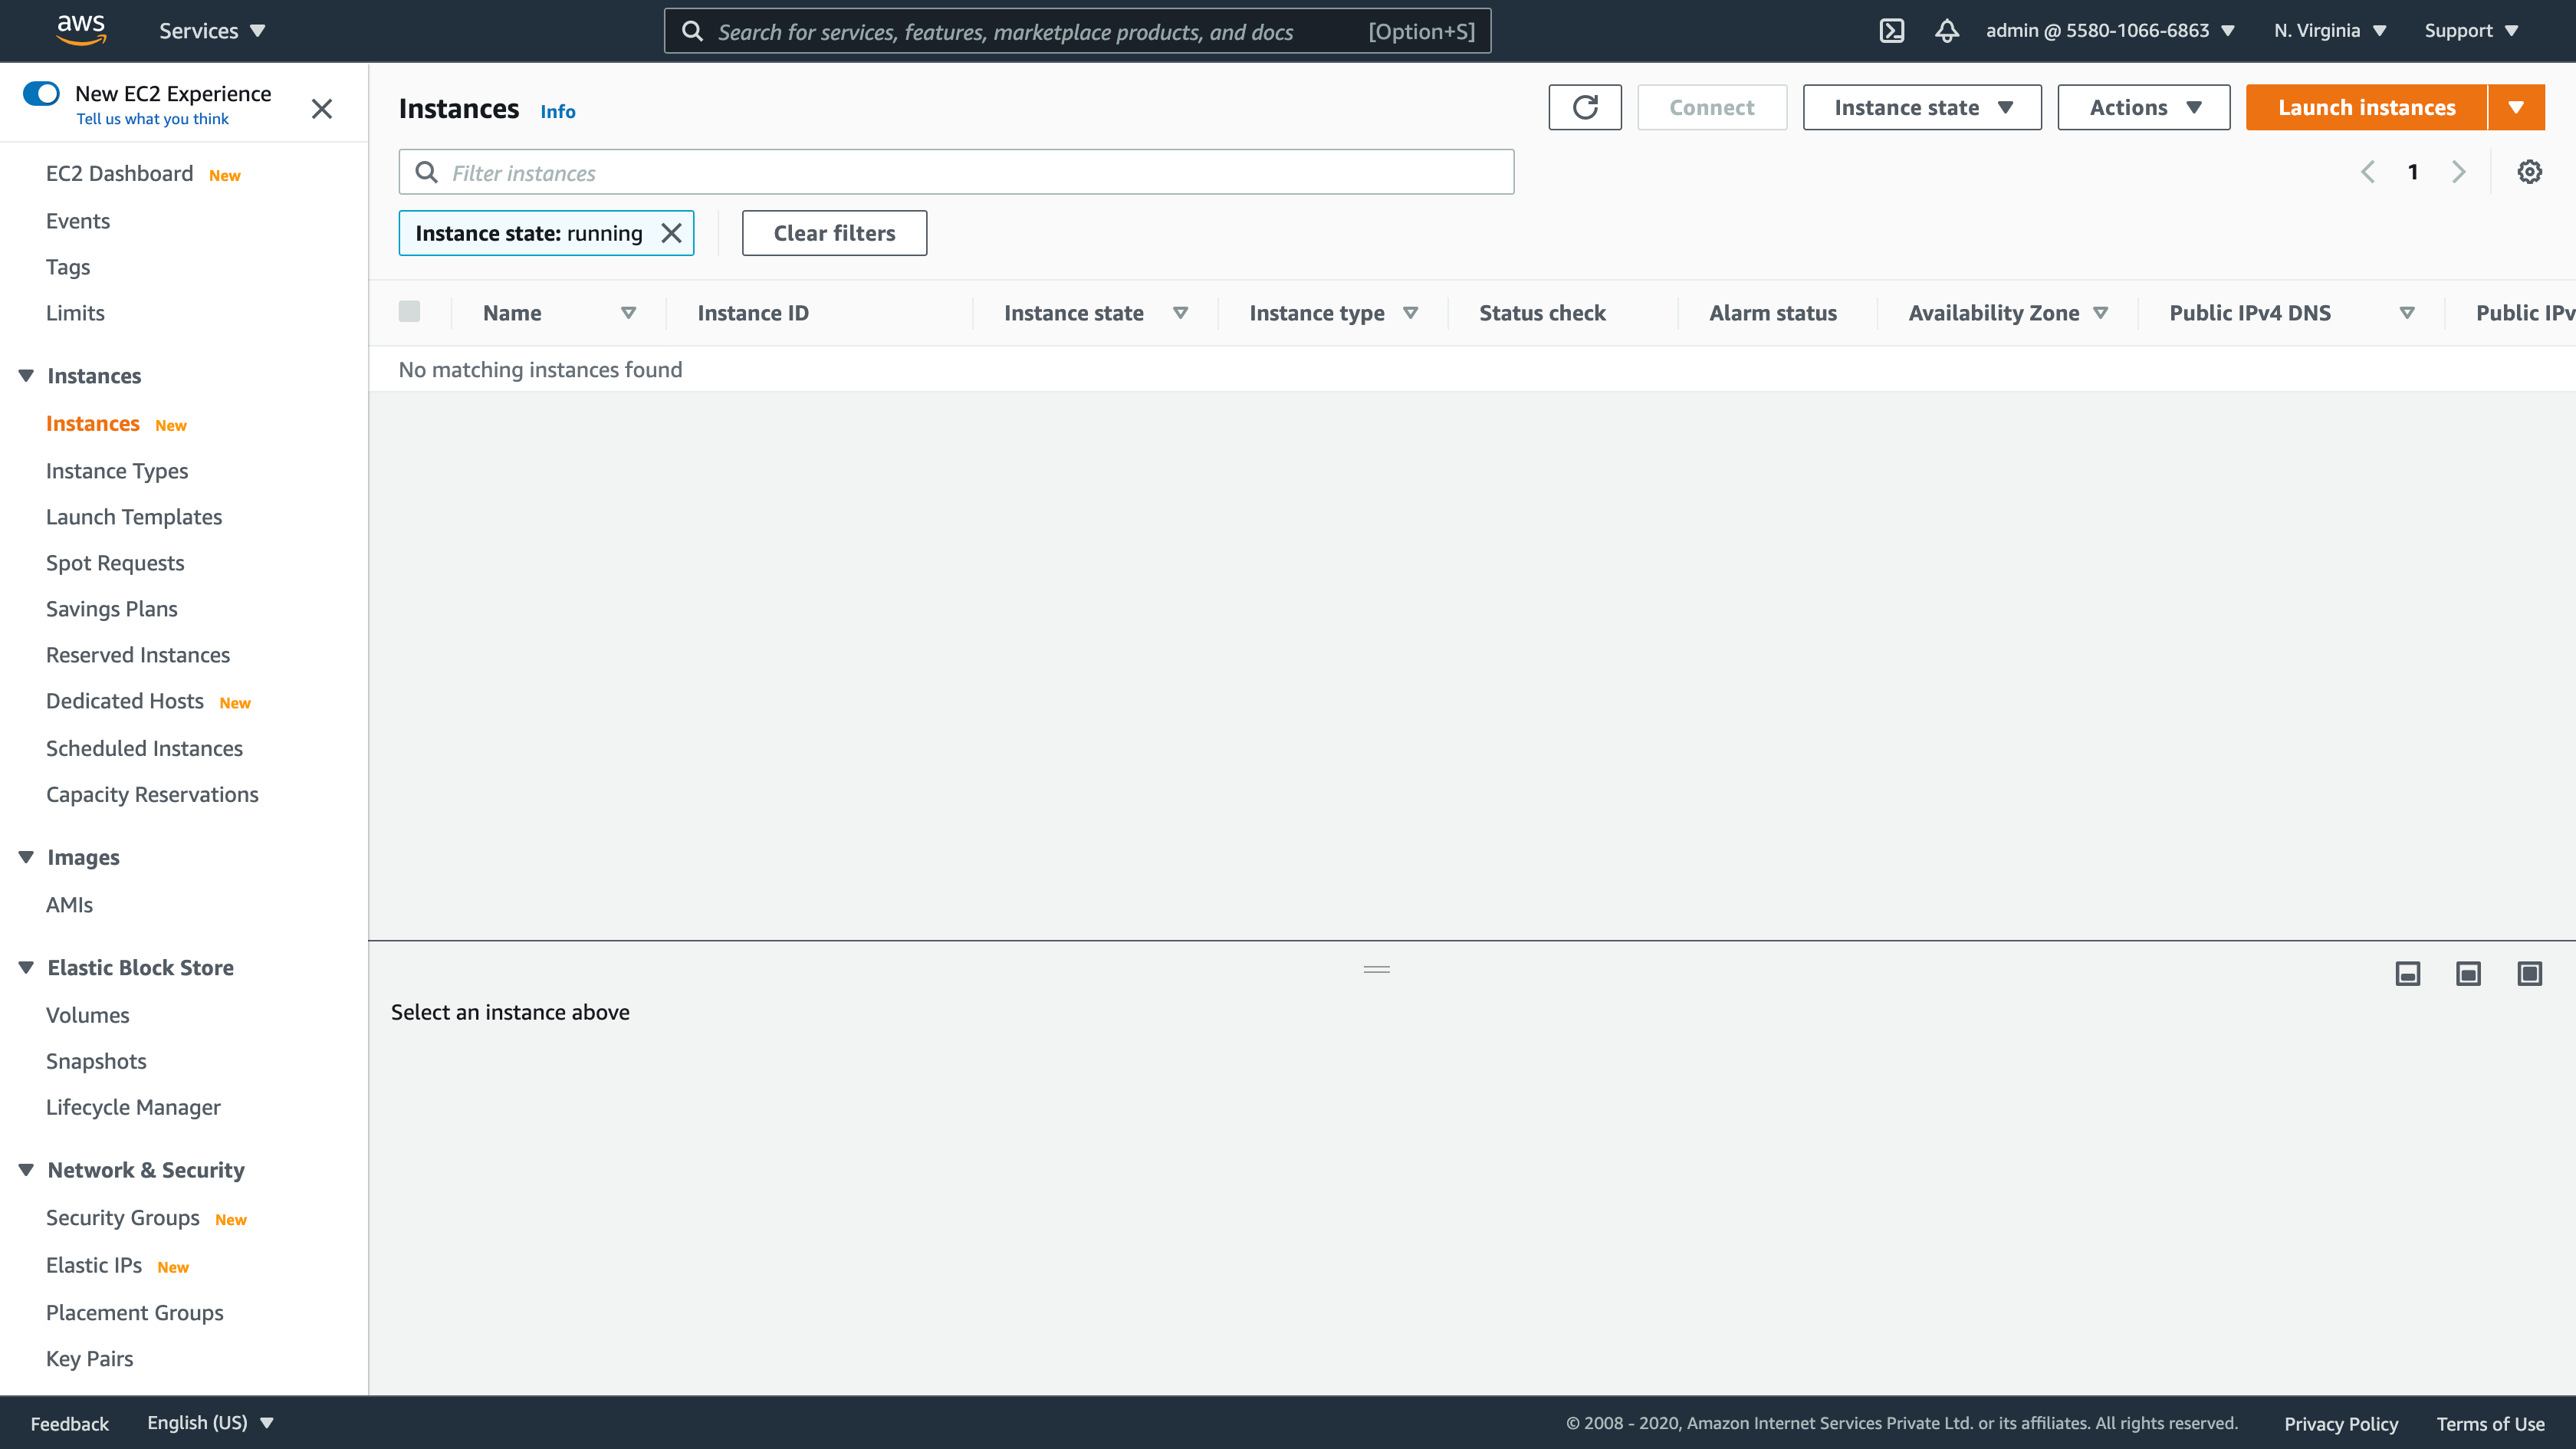 aws
Services
Search for services, features, marketplace products, and docs [Option+S]
admin @ 5580-1066-6863
N. Virginia
Support
New EC2 Experience
Tell us what you think
EC2 Dashboard New
Events
Tags
Limits
Instances
Instances New
Instance Types
Launch Templates
Spot Requests
Savings Plans
Reserved Instances
Dedicated Hosts New
Scheduled Instances
Capacity Reservations
Images
AMIs
Elastic Block Store
Volumes
Snapshots
Lifecycle Manager
Network & Security
Security Groups New
Elastic IPs New
Placement Groups
Key Pairs
Instances Info
Connect
Instance state
Actions
Launch instances
Filter instances
1
Instance state: running
Clear filters
Name Instance ID Instance state Instance type Status check Alarm status Availability Zone Public IPv4 DNS Public IPv
No matching instances found
Select an instance above
Feedback
English (US)
© 2008 - 2020, Amazon Internet Services Private Ltd. or its affiliates. All rights reserved.
Privacy Policy
Terms of Use